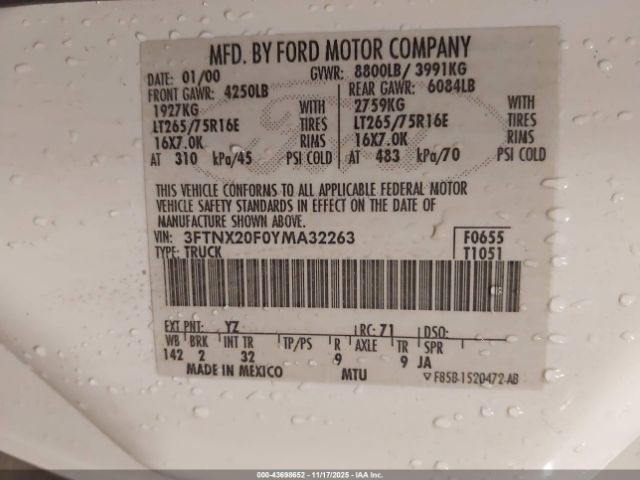 MFD. BY FORD MOTOR COMPANY
DATE: 01/00 GVWR: 8800LB/ 3991KG
FRONT GAWR: 4250LB REAR GAWR: 6084LB
1927KG WITH 2759KG WITH
LT265/75R16E TIRES LT265/75R16E TIRES
16X7.0K RIMS 16X7.0K RIMS
AT 310 kPa/45 PSI COLD AT 483 kPa/70 PSI COLD
THIS VEHICLE CONFORMS TO ALL APPLICABLE FEDERAL MOTOR
VEHICLE SAFETY STANDARDS IN EFFECT ON THE DATE OF
MANUFACTURE SHOWN ABOVE.
VIN: 3FTNX20F0YMA32263 F0655
TYPE: TRUCK T1051
EXT PNT: YZ RC: 71 DSO:
WB BRK INT TR TP/PS R AXLE TR SPR
142 2 32 9 9 JA
MADE IN MEXICO MTU F85B-1520472-AB
000-43698652 - 11/17/2025 - IAA Inc.